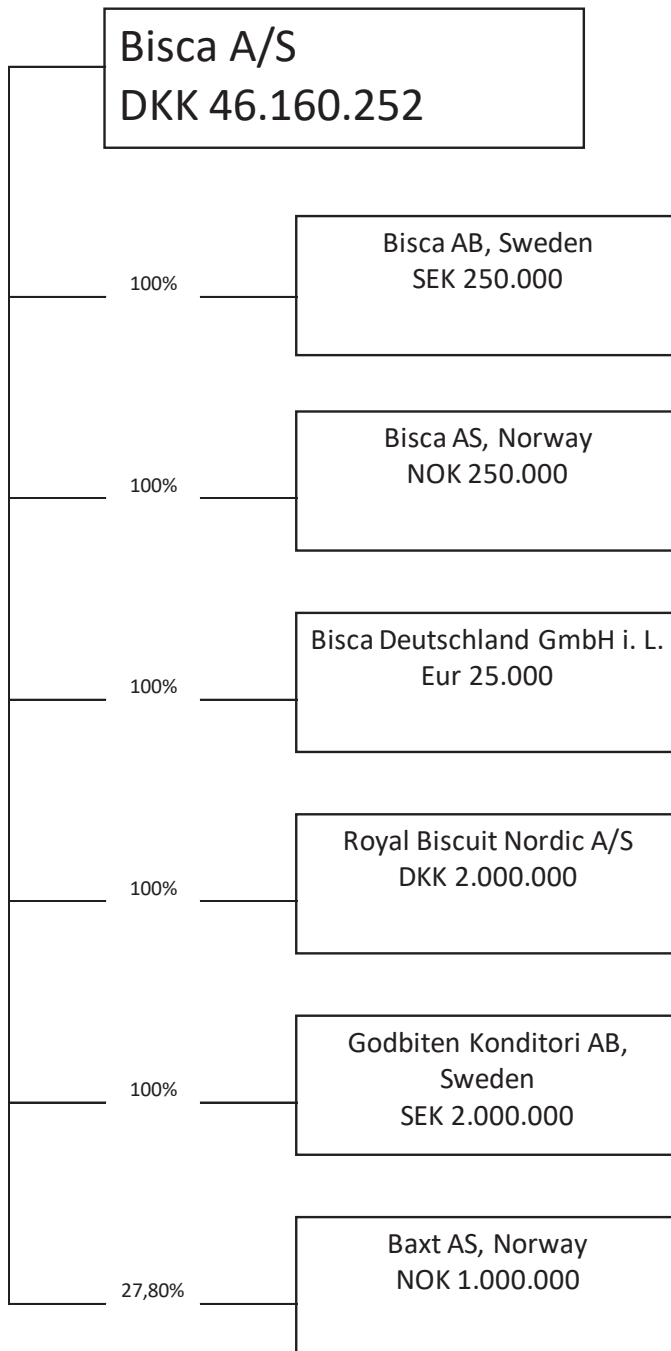 Bisca A/S
DKK 46.160.252
Bisca AB, Sweden
SEK 250.000
100%
Bisca AS, Norway
NOK 250.000
100%
Bisca Deutschland GmbH i. L.
Eur 25.000
100%
Royal Biscuit Nordic A/S
DKK 2.000.000
100%
Godbiten Konditori AB,
Sweden
SEK 2.000.000
100%
Baxt AS, Norway
NOK 1.000.000
27,80%